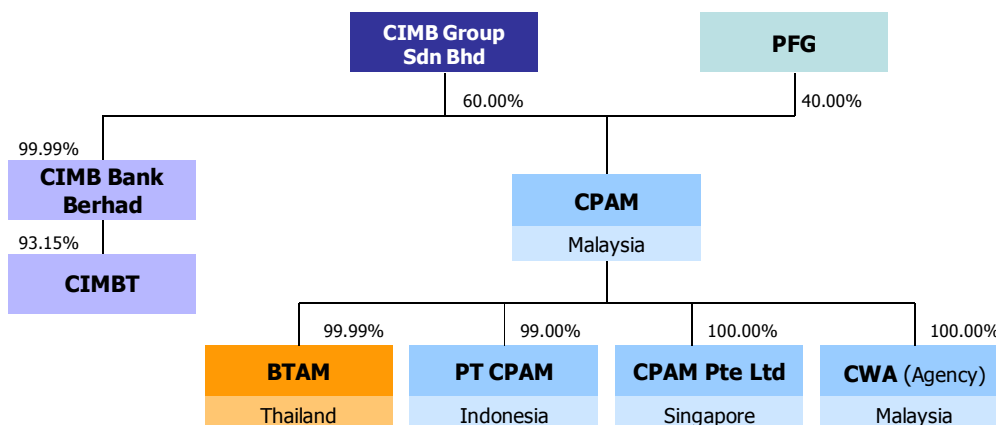 CIMB Group
Sdn Bhd
PFG
60.00%
40.00%
99.99%
CIMB Bank
Berhad
CPAM
Malaysia
93.15%
CIMBT
99.99%
99.00%
100.00%
100.00%
BTAM
PT CPAM
CPAM Pte Ltd
CWA (Agency)
Thailand
Indonesia
Singapore
Malaysia